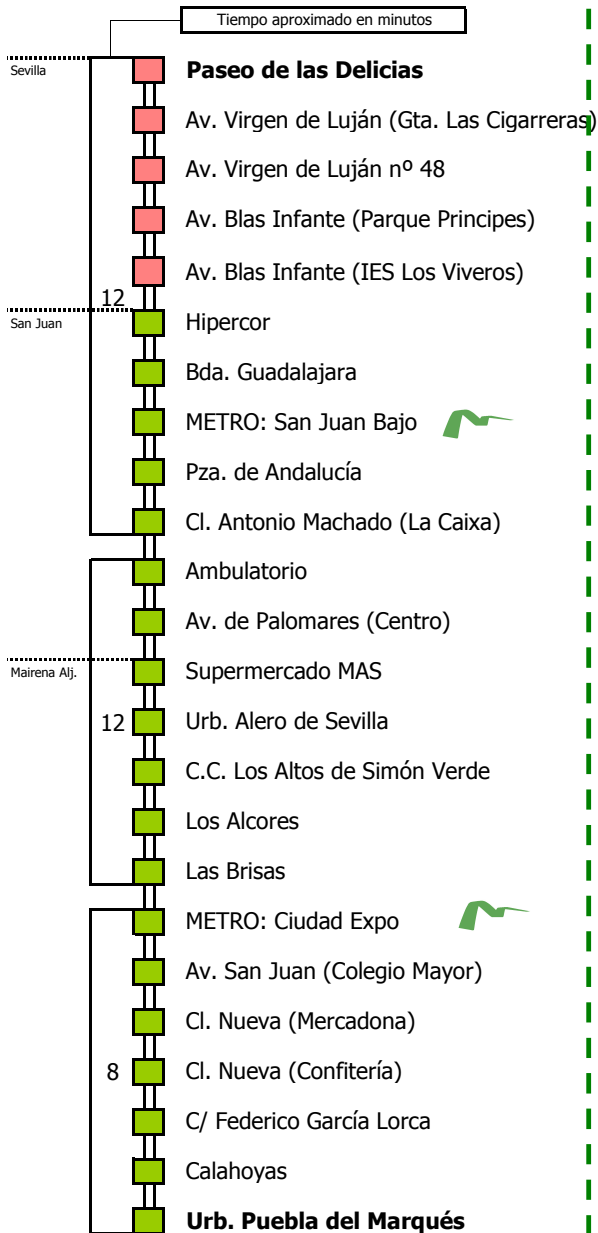 Tiempo aproximado en minutos
Sevilla
Paseo de las Delicias
Av. Virgen de Luján (Gta. Las Cigarreras)
Av. Virgen de Luján nº 48
Av. Blas Infante (Parque Principes)
Av. Blas Infante (IES Los Viveros)
12
San Juan
Hipercor
Bda. Guadalajara
METRO: San Juan Bajo
Pza. de Andalucía
Cl. Antonio Machado (La Caixa)
Ambulatorio
Av. de Palomares (Centro)
Mairena Alj.
Supermercado MAS
12
Urb. Alero de Sevilla
C.C. Los Altos de Simón Verde
Los Alcores
Las Brisas
METRO: Ciudad Expo
Av. San Juan (Colegio Mayor)
Cl. Nueva (Mercadona)
8
Cl. Nueva (Confitería)
C/ Federico García Lorca
Calahoyas
Urb. Puebla del Marqués